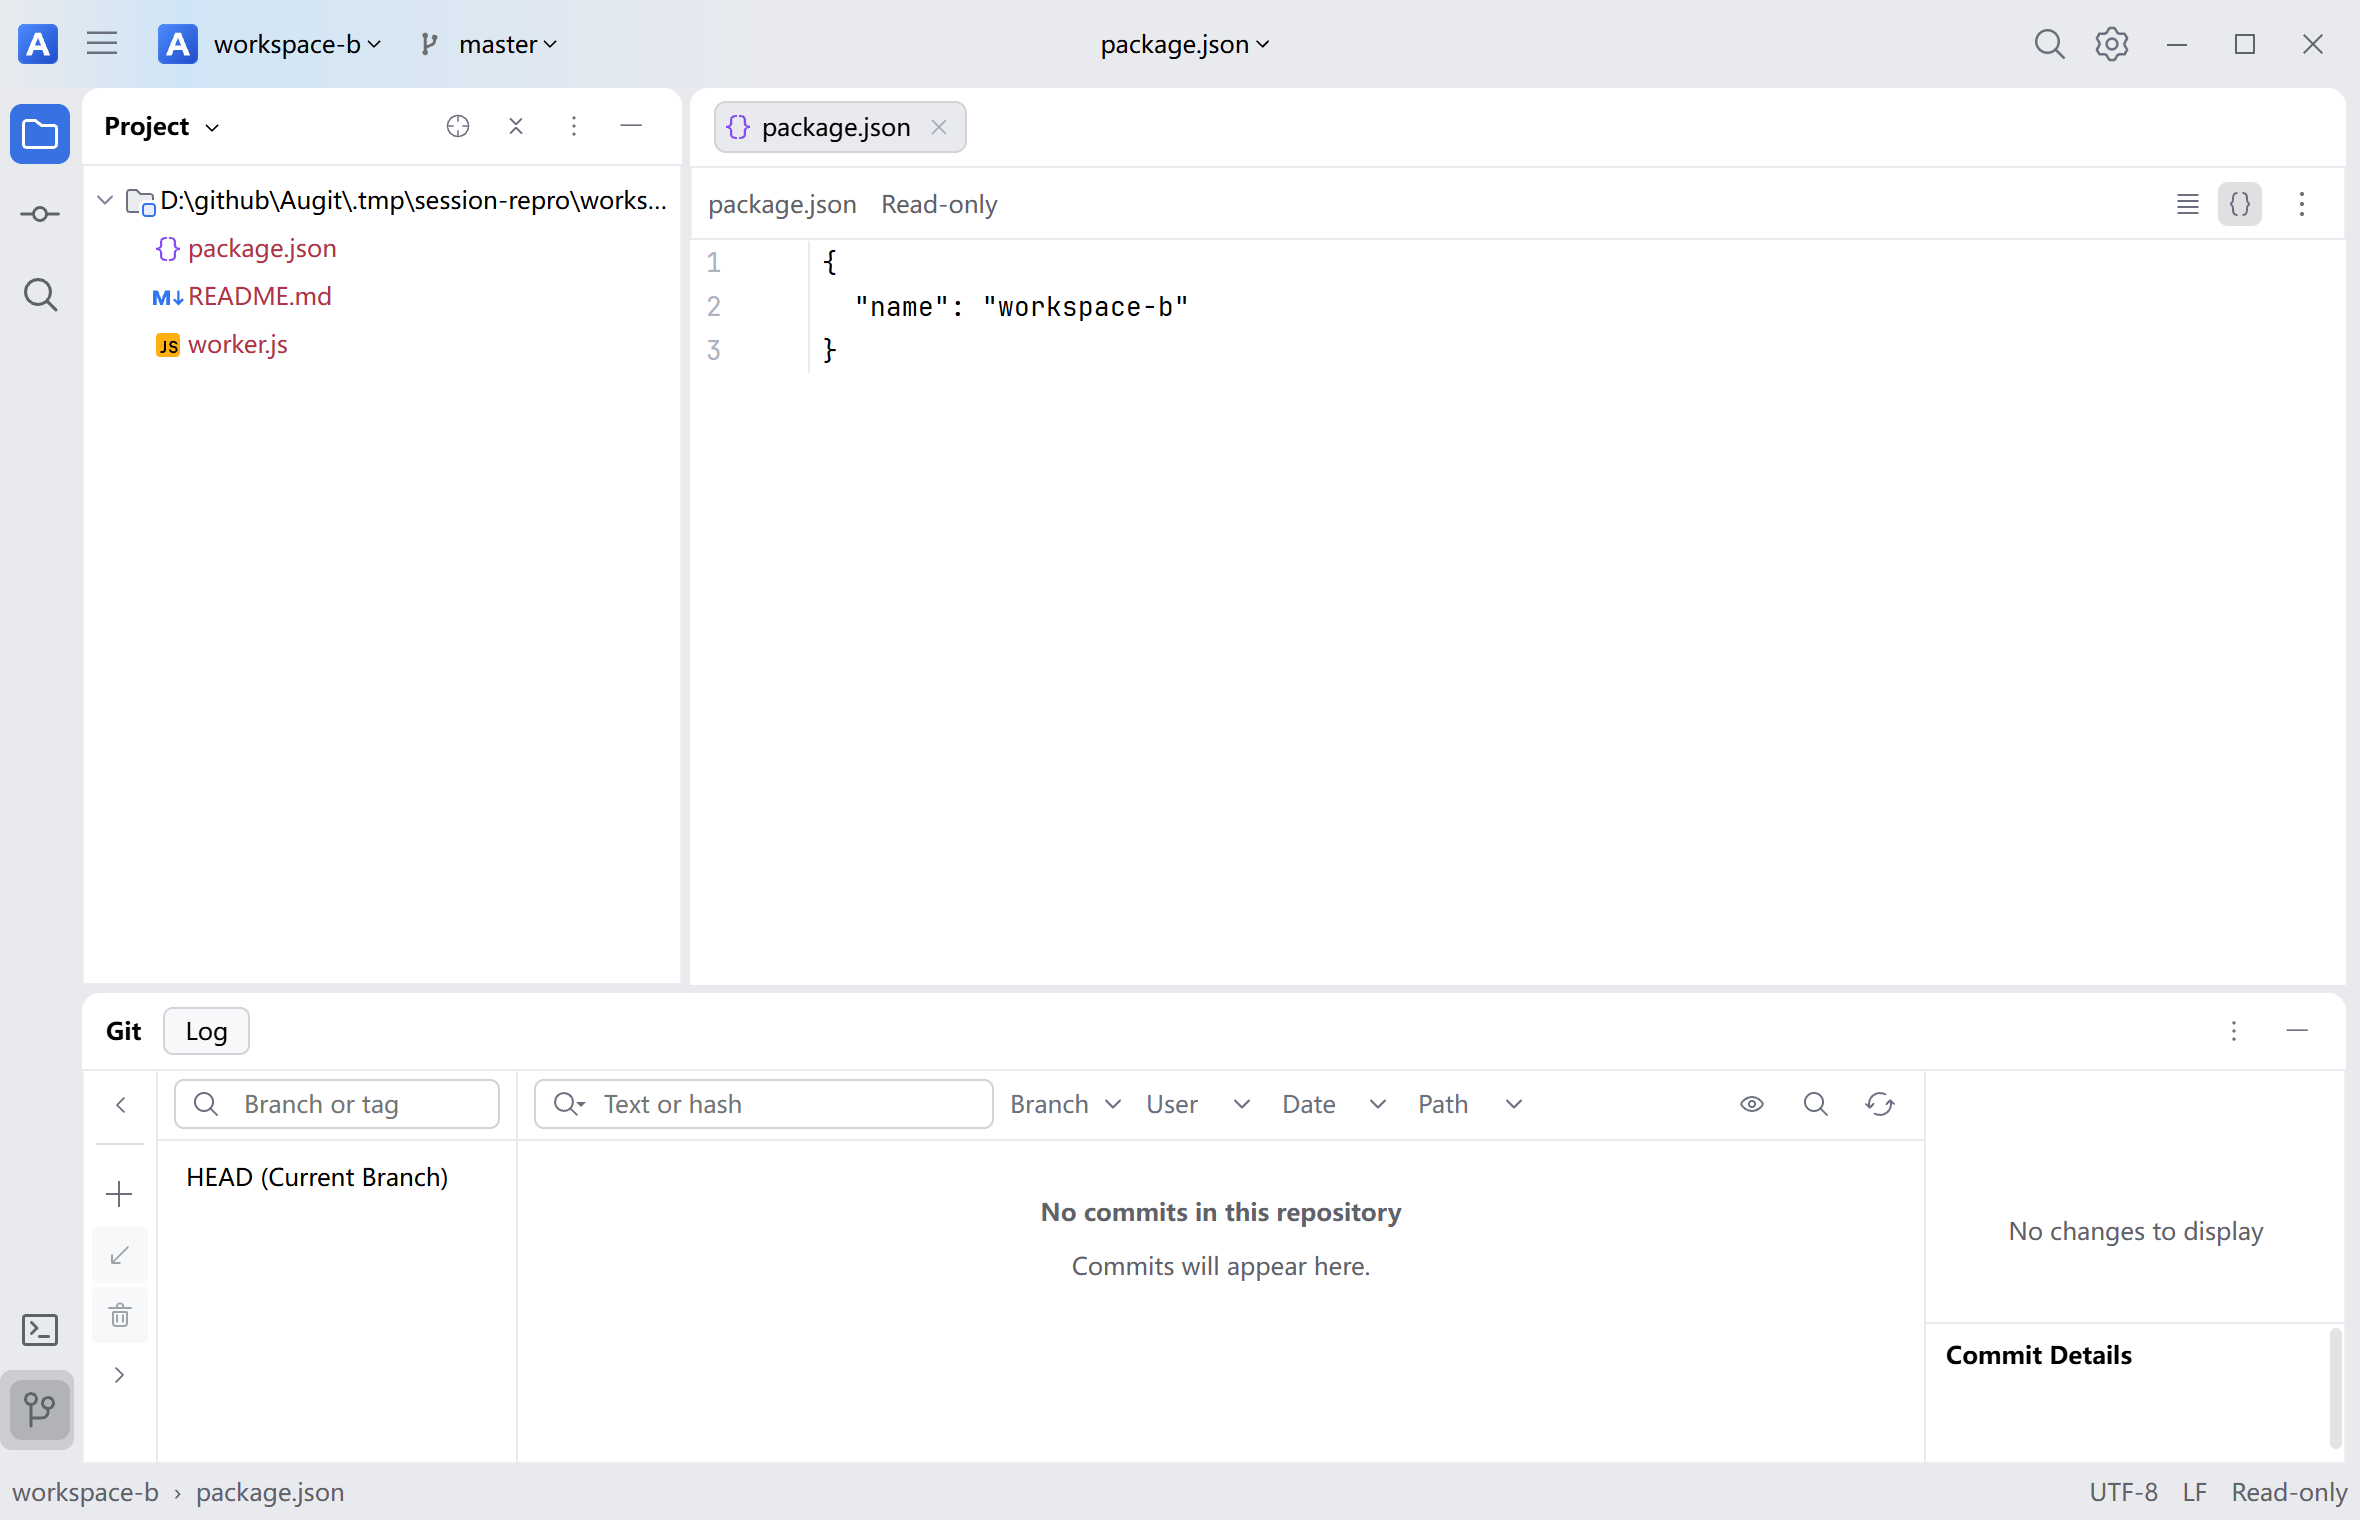 workspace-b
master
package.json
Project
D:\github\Augit\.tmp\session-repro\works...
package.json
README.md
JS worker.js
package.json
package.json Read-only
1 {
2 "name": "workspace-b"
3 }
Git Log
Branch or tag
Text or hash
Branch User Date Path
HEAD (Current Branch)
No commits in this repository
Commits will appear here.
No changes to display
Commit Details
workspace-b › package.json
UTF-8 LF Read-only